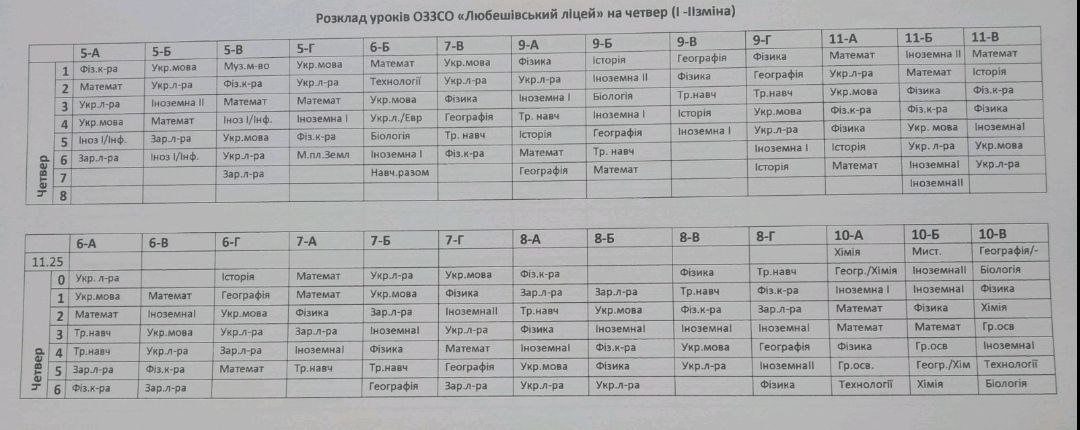 Розклад уроків ОЗЗСО «Любешівський ліцей» на четвер (І -ІІзміна)
5-А 5-Б 5-В 5-Г 6-Б 7-В 9-А 9-Б 9-В 9-Г 11-А 11-Б 11-В
Четвер
1 Фіз.к-ра Укр.мова Муз.м-во Укр.мова Математ Укр.мова Фізика Історія Географія Фізика Математ Іноземна ІІ Математ
2 Математ Укр.л-ра Фіз.к-ра Укр.л-ра Технології Укр.л-ра Укр.л-ра Іноземна ІІ Фізика Географія Укр.л-ра Математ Історія
3 Укр.л-ра Іноземна ІІ Математ Математ Укр.мова Фізика Іноземна І Біологія Тр.навч Тр.навч Укр.мова Фізика Фіз.к-ра
4 Укр.мова Математ Іноз І/Інф. Іноземна І Укр.л./Євр Географія Тр. навч Іноземна І Історія Укр.мова Фіз.к-ра Фіз.к-ра Фізика
5 Іноз І/Інф. Зар.л-ра Укр.мова Фіз.к-ра Біологія Тр. навч Історія Географія Іноземна І Укр.л-ра Фізика Укр. мова ІноземнаІ
6 Зар.л-ра Іноз І/Інф. Укр.л-ра М.пл.Земл Іноземна І Фіз.к-ра Математ Тр. навч Іноземна І Історія Укр. л-ра Укр.мова
7 Зар.л-ра Навч.разом Географія Математ Історія Математ ІноземнаІ Укр.л-ра
8 ІноземнаІІ
6-А 6-В 6-Г 7-А 7-Б 7-Г 8-А 8-Б 8-В 8-Г 10-А 10-Б 10-В
11.25 Хімія Мист. Географія/-
Четвер
0 Укр. л-ра Історія Математ Укр.л-ра Укр.мова Фіз.к-ра Фізика Тр.навч Геогр./Хімія ІноземнаІІ Біологія
1 Укр.мова Математ Географія Математ Укр.мова Фізика Зар.л-ра Зар.л-ра Тр.навч Фіз.к-ра Іноземна І ІноземнаІ Фізика
2 Математ ІноземнаІ Укр.мова Фізика Зар.л-ра ІноземнаІІ Тр.навч Укр.мова Фіз.к-ра Зар.л-ра Математ Фізика Хімія
3 Тр.навч Укр.мова Укр.л-ра Зар.л-ра ІноземнаІ Укр.л-ра Фізика ІноземнаІ ІноземнаІ ІноземнаІ Математ Математ Гр.осв
4 Тр.навч Укр.л-ра Зар.л-ра ІноземнаІ Фізика Математ ІноземнаІ Фіз.к-ра Укр.мова Географія Фізика Гр.осв ІноземнаІ
5 Зар.л-ра Фіз.к-ра Математ Тр.навч Тр.навч Географія Укр.мова Фізика Укр.л-ра ІноземнаІІ Гр.осв. Геогр./Хім Технології
6 Фіз.к-ра Зар.л-ра Географія Зар.л-ра Укр.л-ра Укр.л-ра Фізика Технології Хімія Біологія